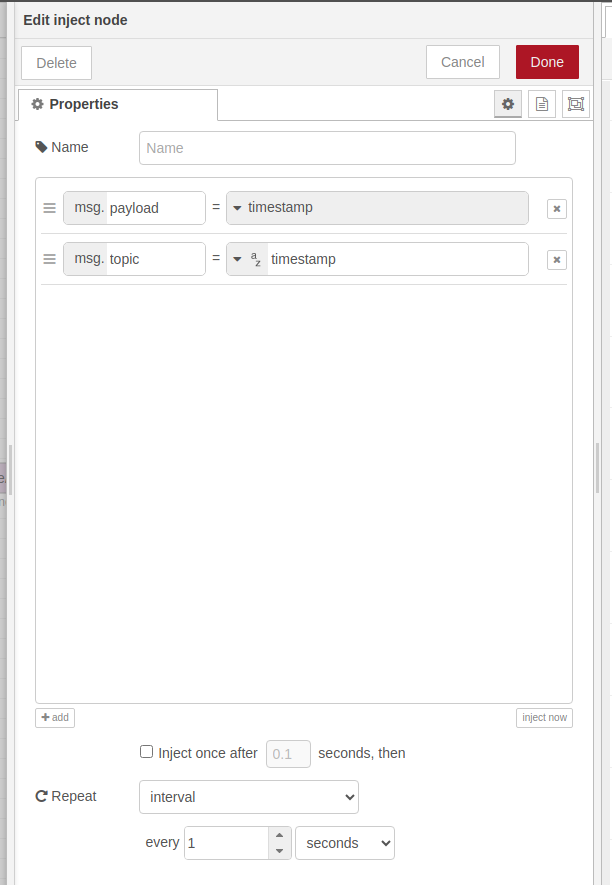 Edit inject node
Delete
Cancel
Done
Properties
Name
Name
msg. payload = timestamp
msg. topic = a z timestamp
add
inject now
Inject once after 0.1 seconds, then
Repeat
interval
every 1 seconds